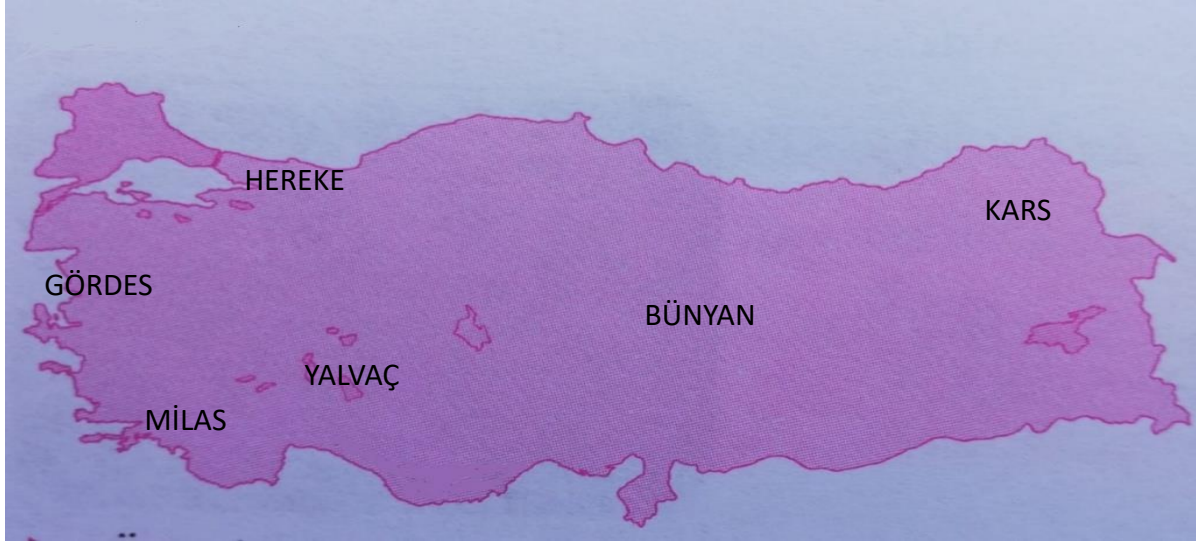 HEREKE
KARS
GÖRDES
BÜNYAN
YALVAÇ
MİLAS